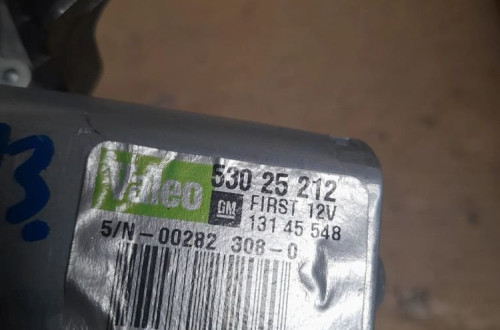 Valeo 530 25 212
GM FIRST 12V
131 45 548
S/N-00282 308-0